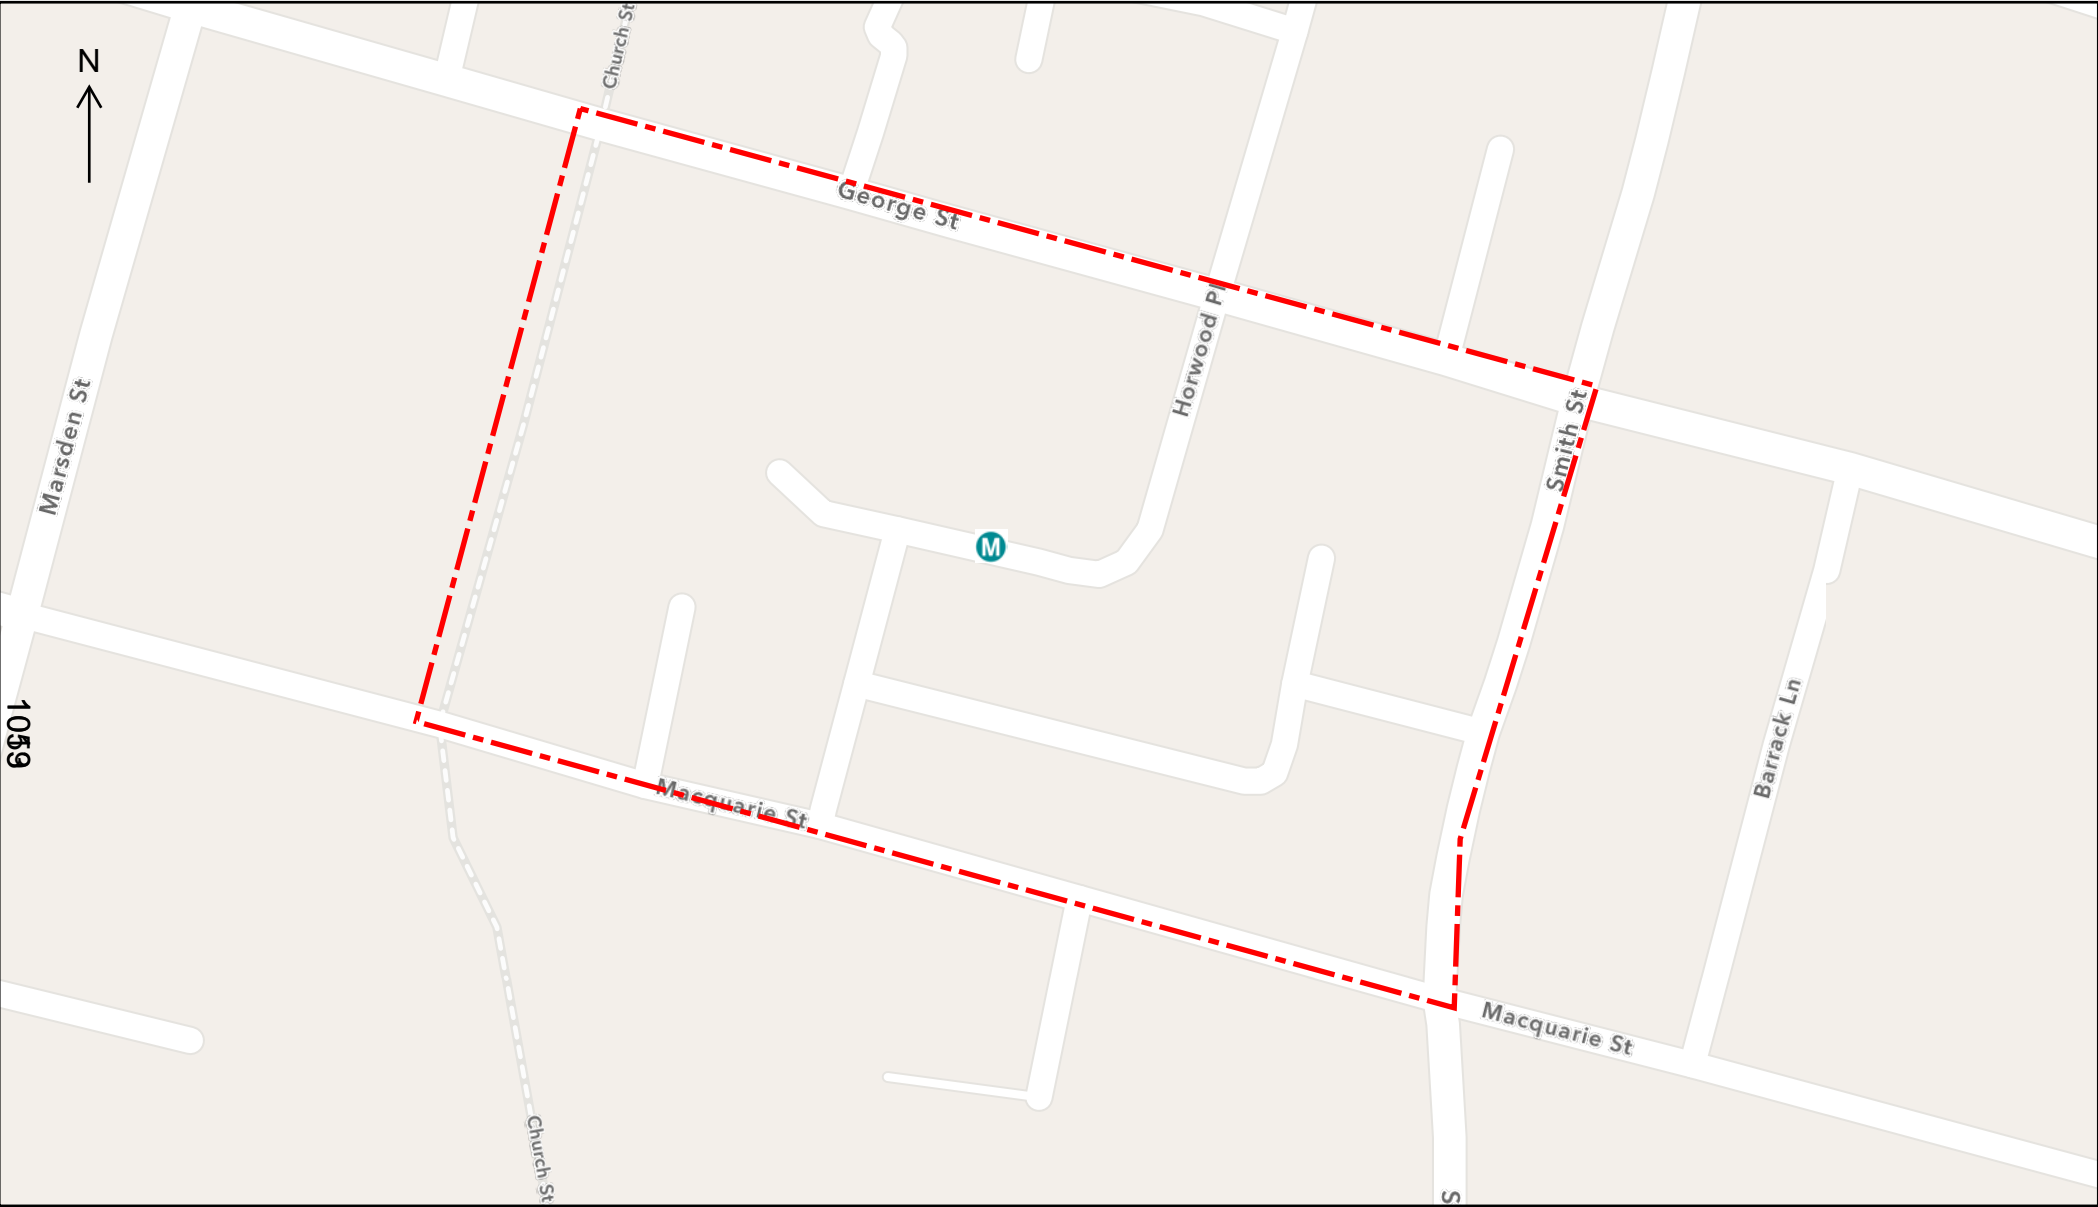 Church St
N
George St
Horwood Pl
Smith St
Marsden St
M
Barrack Ln
Macquarie St
Macquarie St
Church St
S